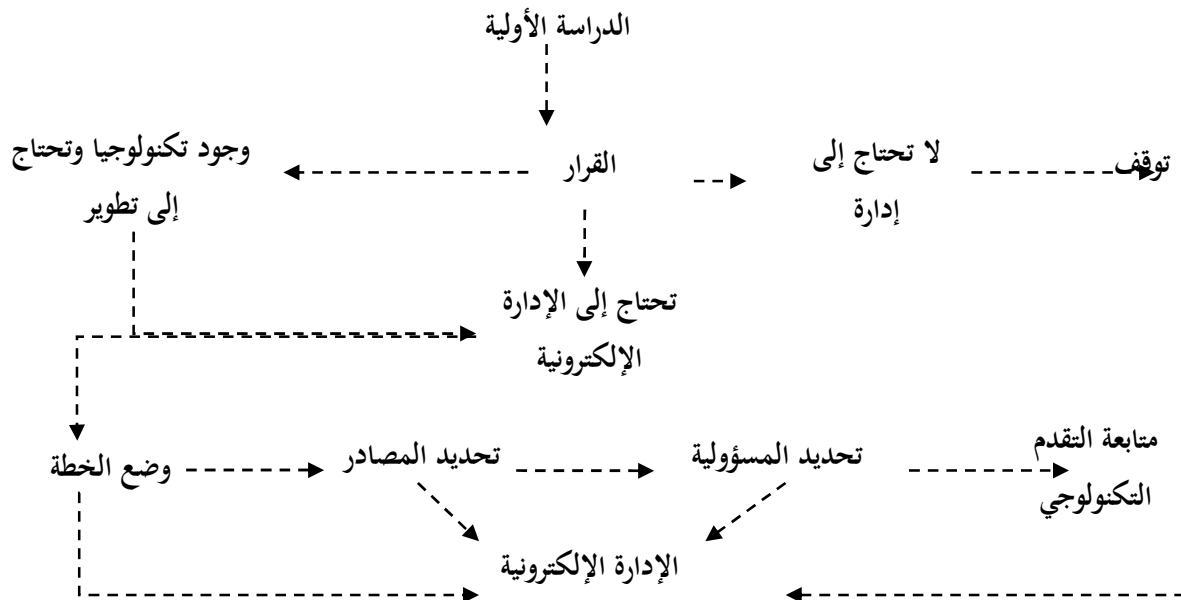 الدراسة الأولية
القرار
لا تحتاج إلى
إدارة
توقف
وجود تكنولوجيا وتحتاج
إلى تطوير
تحتاج إلى الإدارة
الإلكترونية
وضع الخطة
تحديد المصادر
تحديد المسؤولية
متابعة التقدم
التكنولوجي
الإدارة الإلكترونية